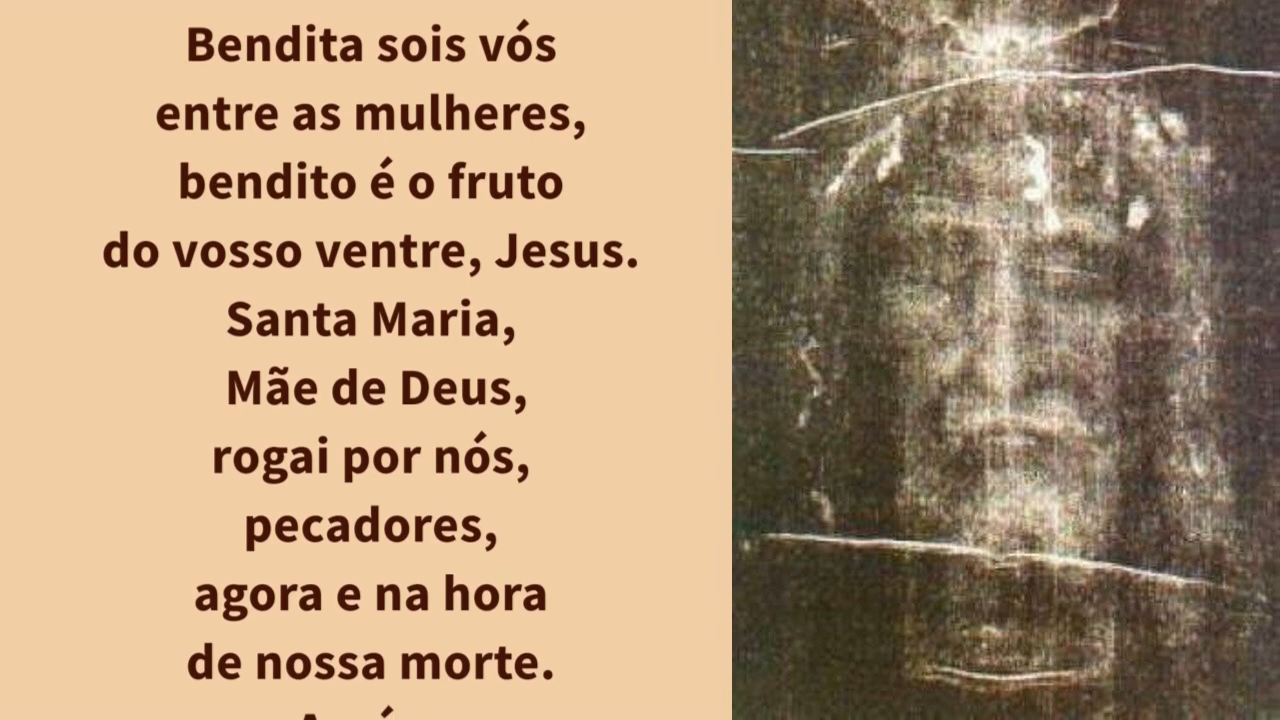 Bendita sois vós
entre as mulheres,
bendito é o fruto
do vosso ventre, Jesus.
Santa Maria,
Mãe de Deus,
rogai por nós,
pecadores,
agora e na hora
de nossa morte.